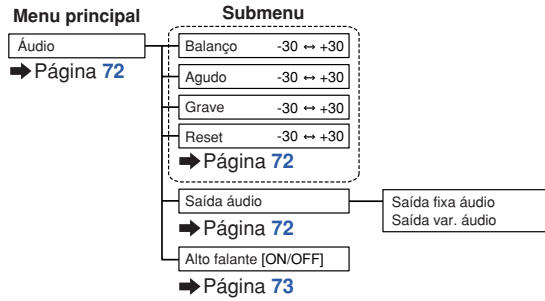 Menu principal
Submenu
Áudio
➡ Página 72
Balanço -30 ↔ +30
Agudo -30 ↔ +30
Grave -30 ↔ +30
Reset -30 ↔ +30
➡ Página 72
Saída áudio
➡ Página 72
Saída fixa áudio
Saída var. áudio
Alto falante [ON/OFF]
➡ Página 73